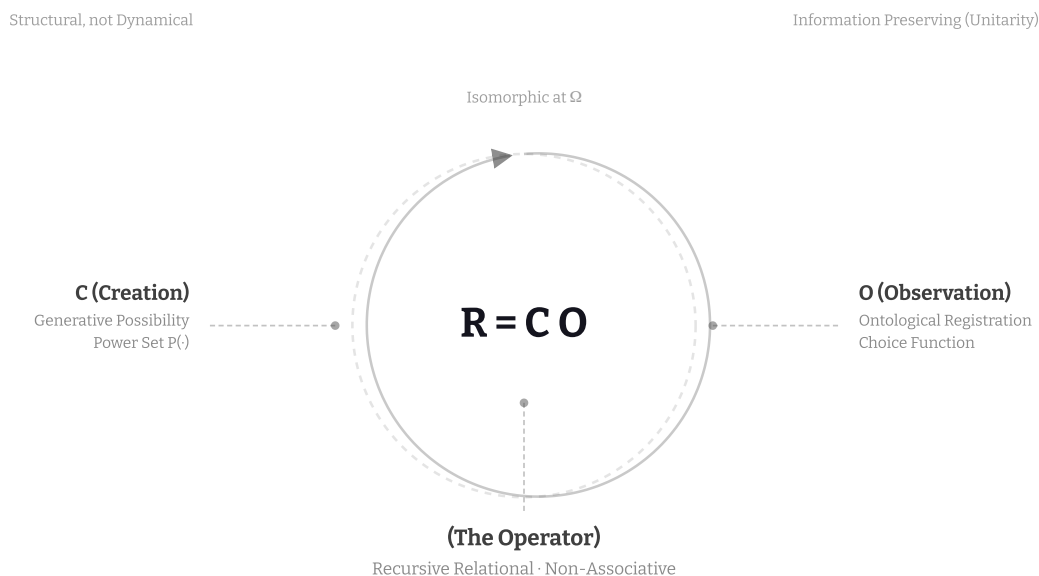 Structural, not Dynamical
Information Preserving (Unitarity)
Isomorphic at Ω
C (Creation)
Generative Possibility
Power Set P(·)
R = C O
O (Observation)
Ontological Registration
Choice Function
(The Operator)
Recursive Relational · Non-Associative